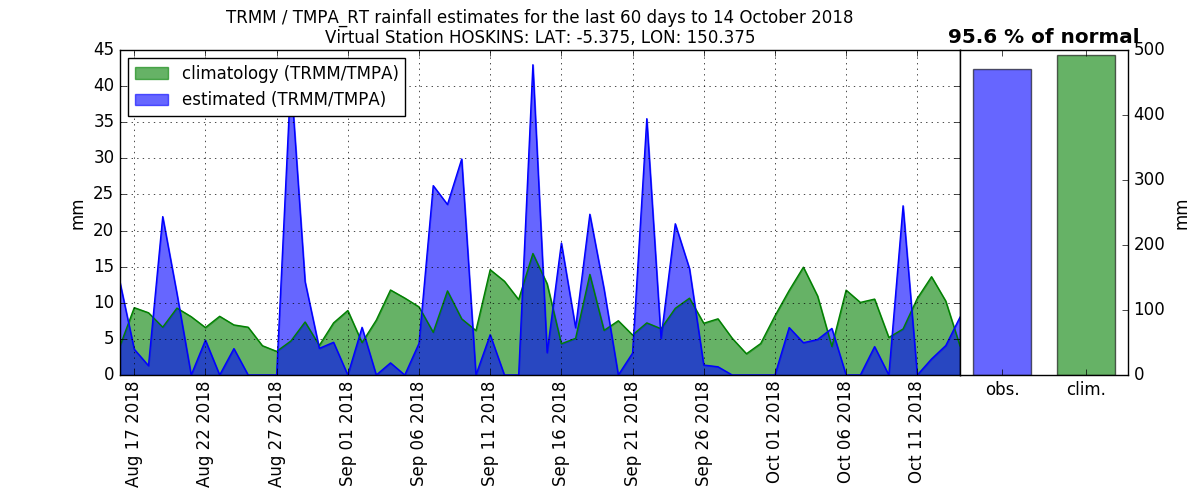 TRMM / TMPA_RT rainfall estimates for the last 60 days to 14 October 2018
Virtual Station HOSKINS: LAT: -5.375, LON: 150.375
95.6 % of normal
climatology (TRMM/TMPA)
estimated (TRMM/TMPA)
45
40
35
30
25
20
15
10
5
0
mm
Aug 17 2018
Aug 22 2018
Aug 27 2018
Sep 01 2018
Sep 06 2018
Sep 11 2018
Sep 16 2018
Sep 21 2018
Sep 26 2018
Oct 01 2018
Oct 06 2018
Oct 11 2018
obs.
clim.
500
400
300
200
100
0
mm